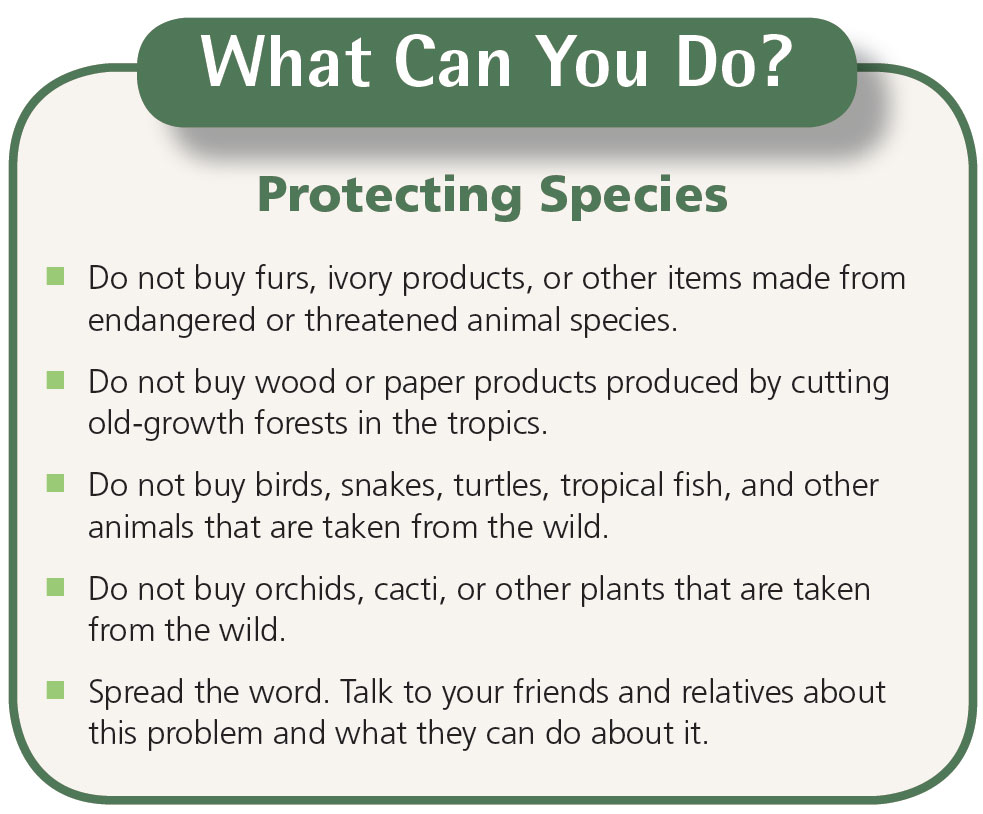 What Can You Do?
Protecting Species
Do not buy furs, ivory products, or other items made from
endangered or threatened animal species.
Do not buy wood or paper products produced by cutting
old-growth forests in the tropics.
Do not buy birds, snakes, turtles, tropical fish, and other
animals that are taken from the wild.
Do not buy orchids, cacti, or other plants that are taken
from the wild.
Spread the word. Talk to your friends and relatives about
this problem and what they can do about it.